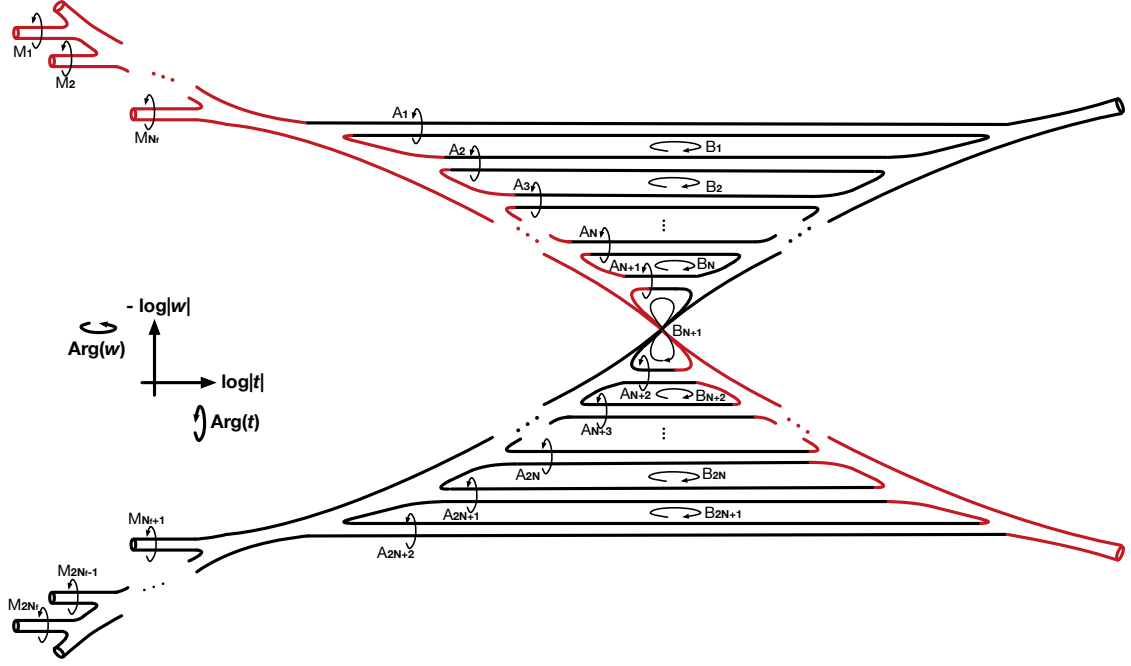 M1
M2
MNf
A1
B1
A2
B2
A3
⋮
AN
BN
AN+1
BN+1
- log|w|
Arg(w)
log|t|
Arg(t)
AN+2
BN+2
AN+3
⋮
A2N
B2N
A2N+1
MNf+1
B2N+1
A2N+2
M2Nf-1
M2Nf